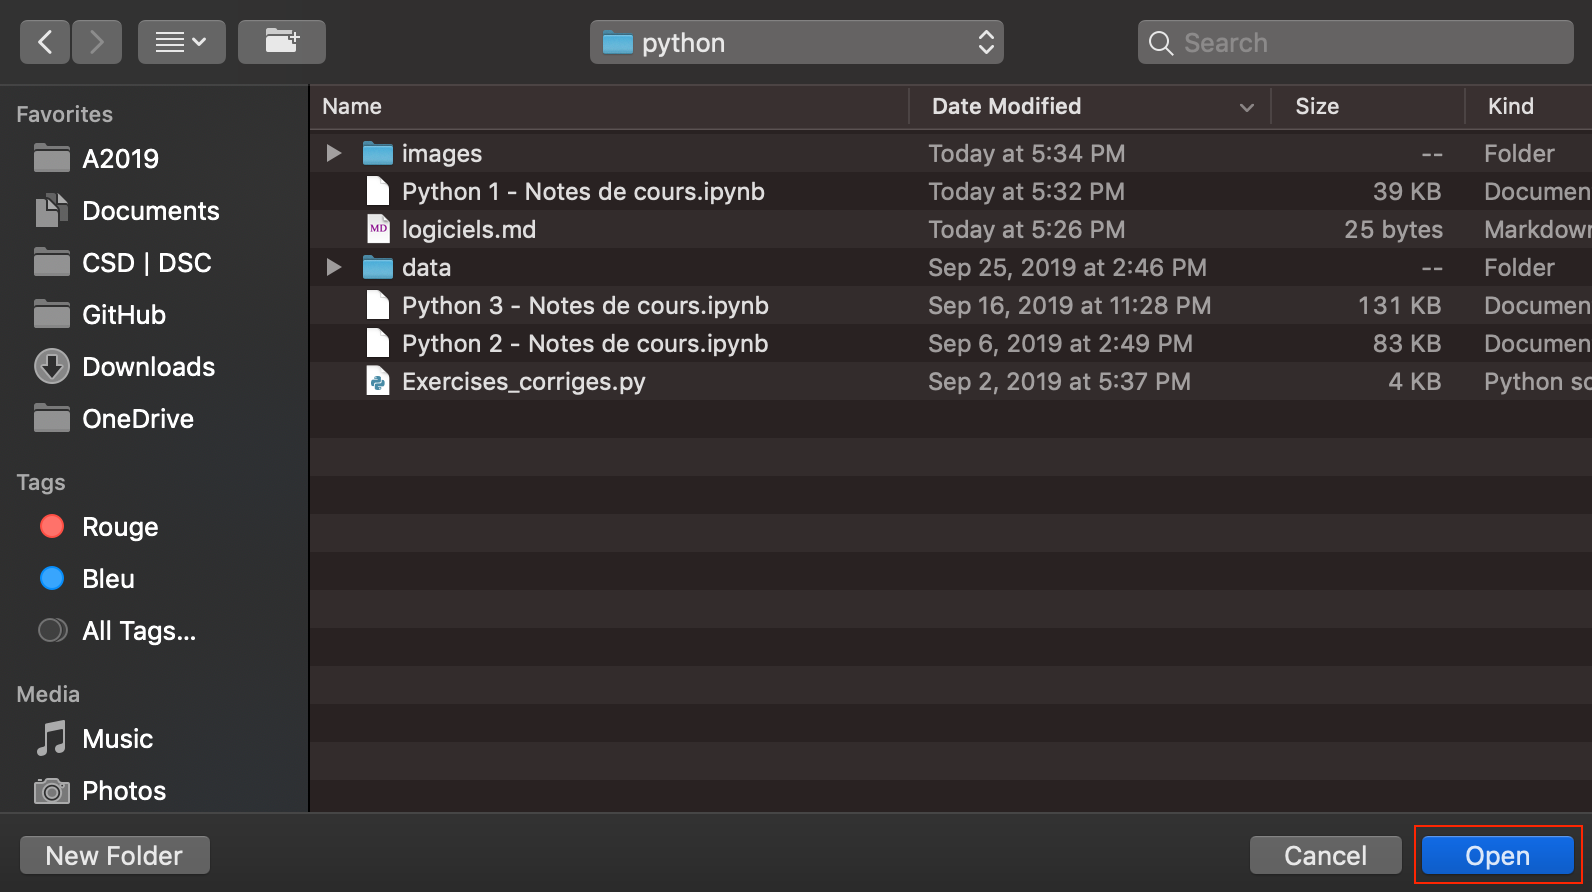 python
Search
Favorites
A2019
Documents
CSD | DSC
GitHub
Downloads
OneDrive
Tags
Rouge
Bleu
All Tags...
Media
Music
Photos
Name Date Modified Size Kind
images Today at 5:34 PM -- Folder
Python 1 - Notes de cours.ipynb Today at 5:32 PM 39 KB Documen
MD logiciels.md Today at 5:26 PM 25 bytes Markdow
data Sep 25, 2019 at 2:46 PM -- Folder
Python 3 - Notes de cours.ipynb Sep 16, 2019 at 11:28 PM 131 KB Documen
Python 2 - Notes de cours.ipynb Sep 6, 2019 at 2:49 PM 83 KB Documen
Exercises_corriges.py Sep 2, 2019 at 5:37 PM 4 KB Python sc
New Folder
Cancel
Open